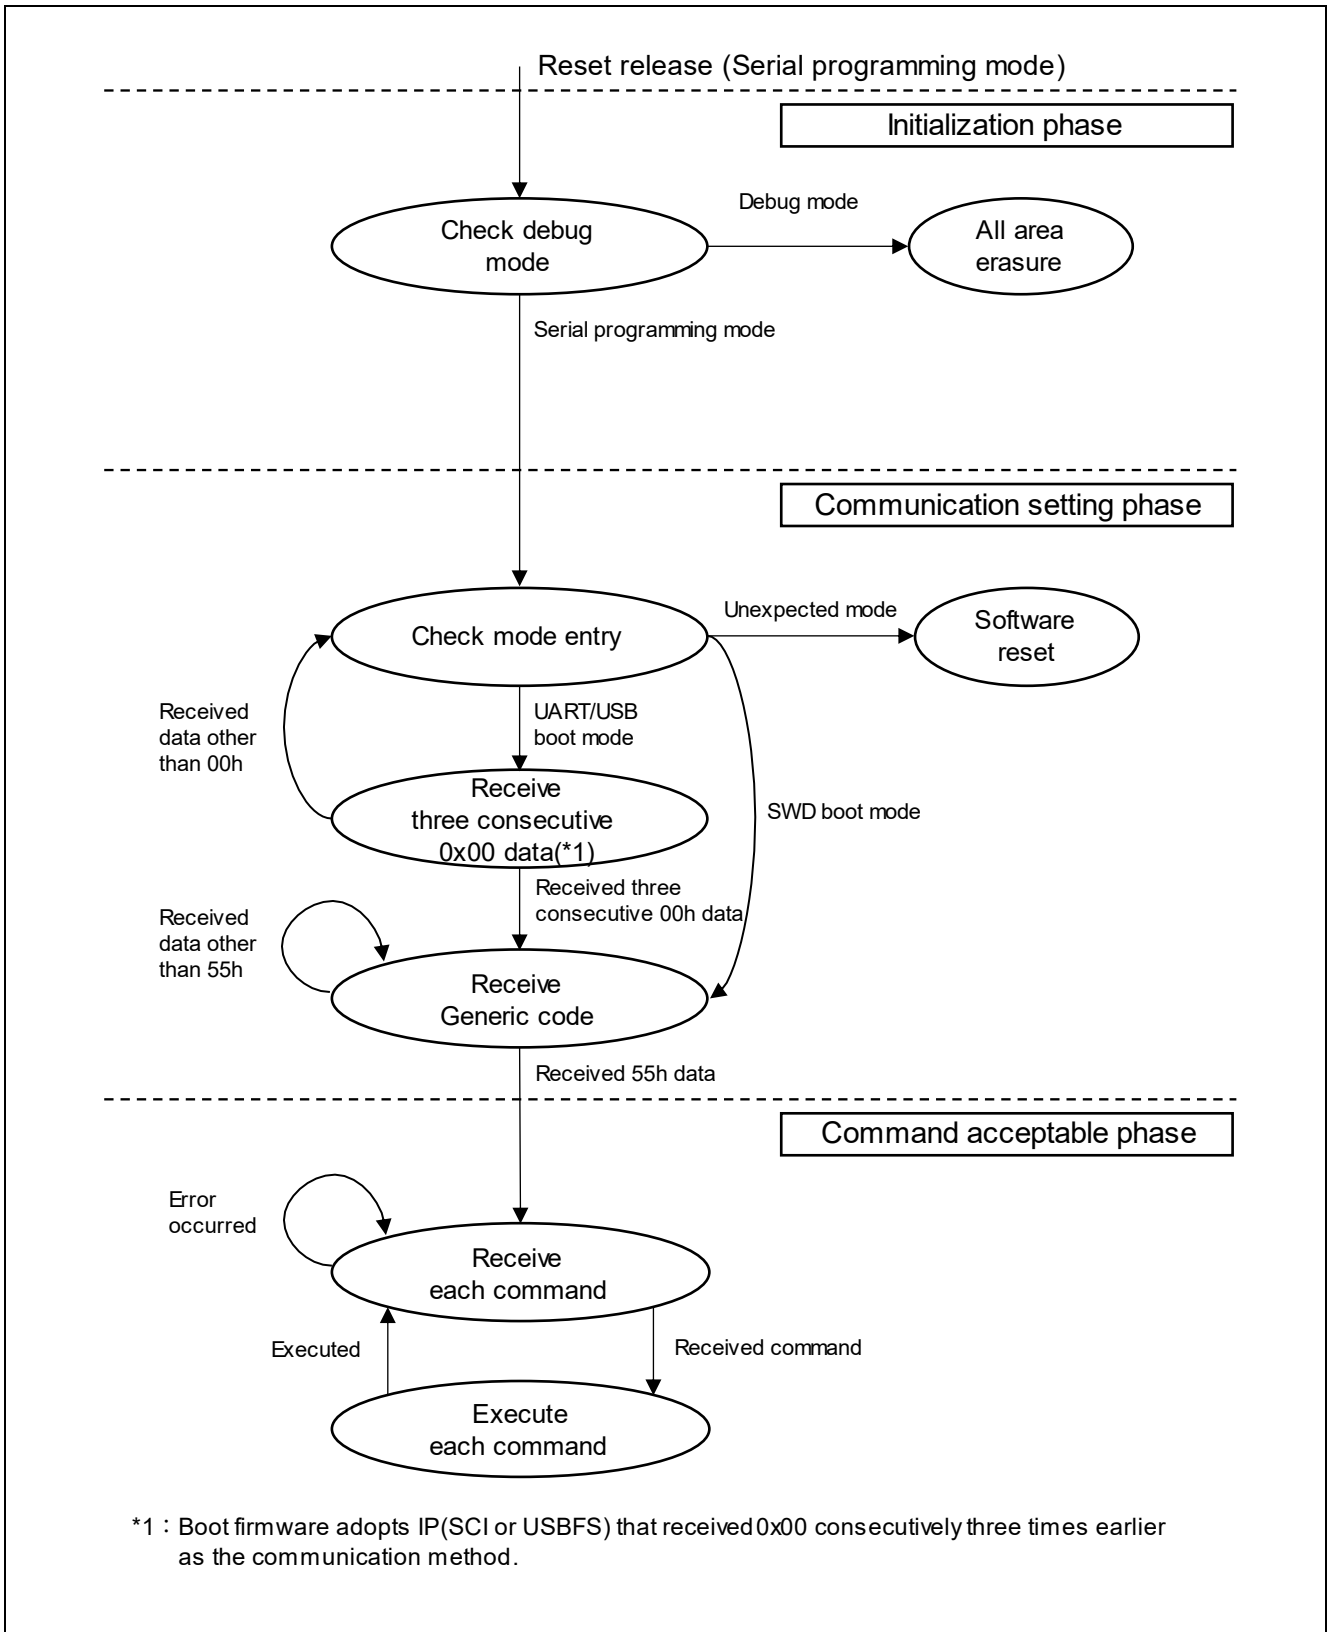 Reset release (Serial programming mode)
Initialization phase
Debug mode
Check debug
mode
All area
erasure
Serial programming mode
Communication setting phase
Check mode entry
Unexpected mode
Software
reset
Received
data other
than 00h
UART/USB
boot mode
Receive
three consecutive
0x00 data(*1)
SWD boot mode
Received three
consecutive 00h data
Received
data other
than 55h
Receive
Generic code
Received 55h data
Command acceptable phase
Error
occurred
Receive
each command
Executed
Received command
Execute
each command
*1：Boot firmware adopts IP(SCI or USBFS) that received 0x00 consecutively three times earlier
as the communication method.